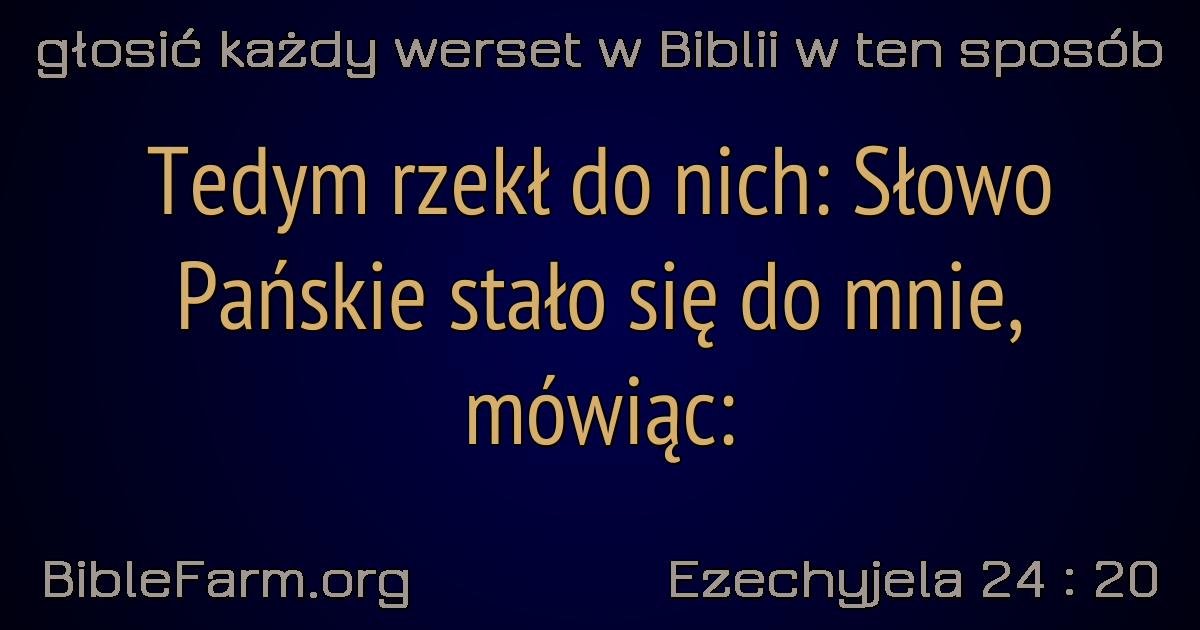 głosić każdy werset w Biblii w ten sposób
Tedym rzekł do nich: Słowo
Pańskie stało się do mnie,
mówiąc:
BibleFarm.org
Ezechyjela 24 : 20